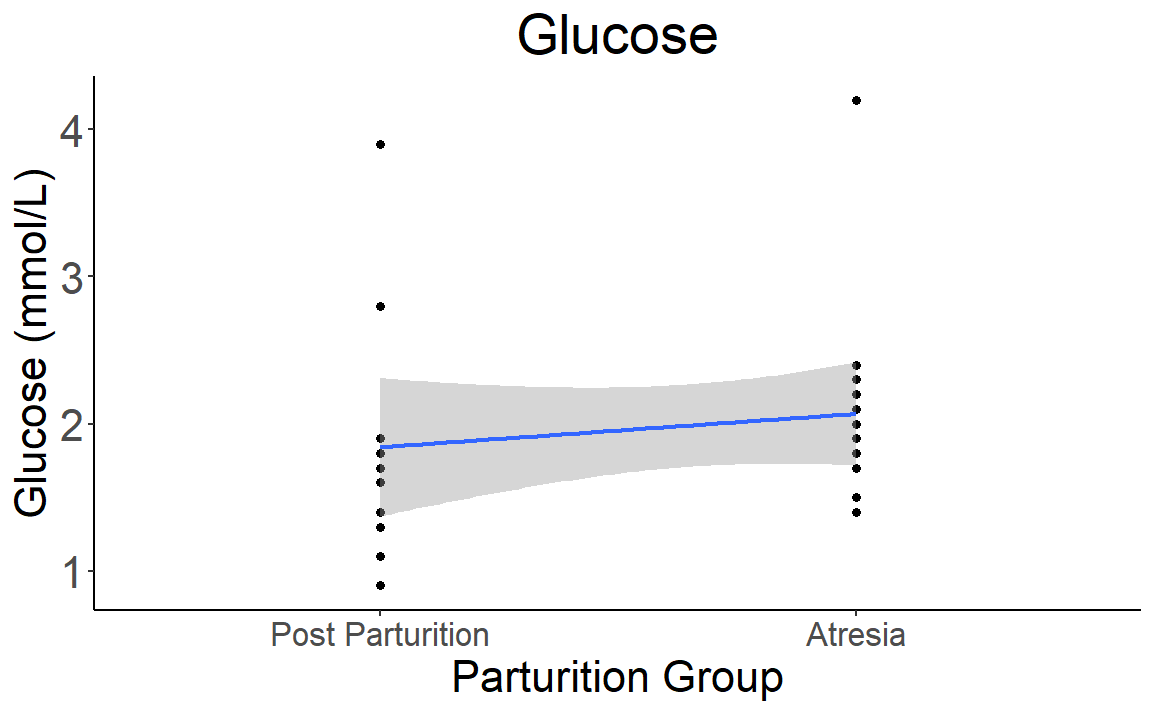 Glucose
Glucose (mmol/L)
4
3
2
1
Post Parturition
Atresia
Parturition Group